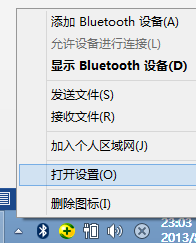 添加 Bluetooth 设备(A)
允许设备进行连接(L)
显示 Bluetooth 设备(D)
发送文件(S)
接收文件(R)
加入个人区域网(J)
打开设置(O)
删除图标(I)
23:03
2013/